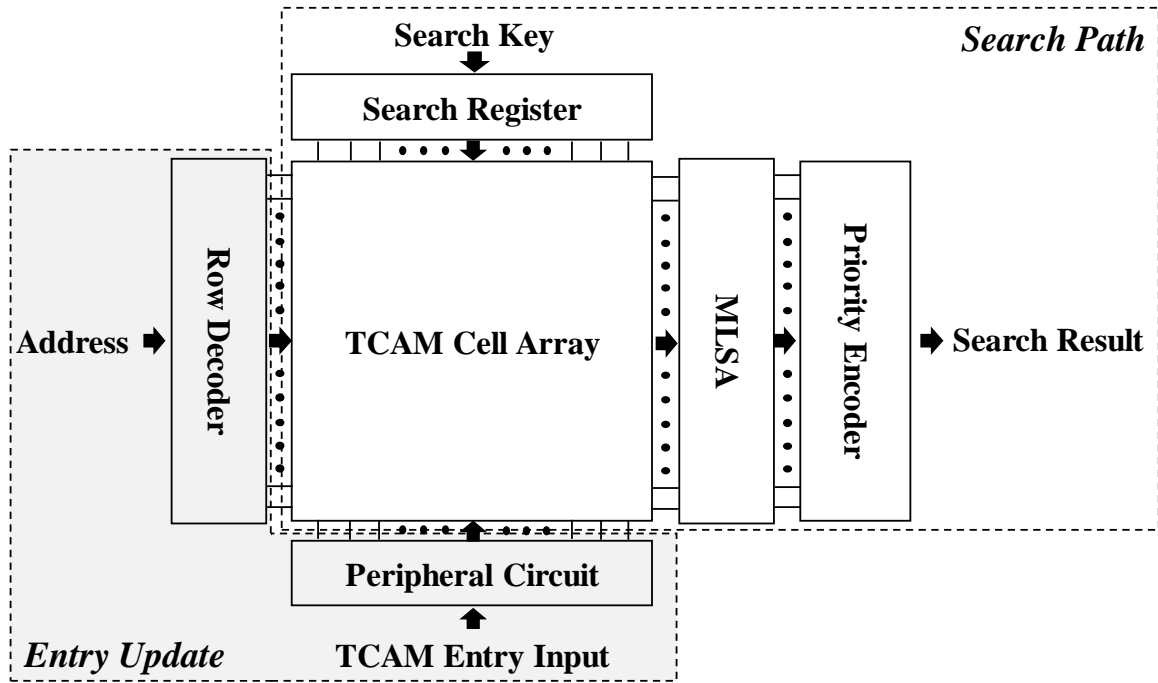 Search Key
Search Path
Search Register
Row Decoder
MLSA
Priority Encoder
Address
TCAM Cell Array
Search Result
Peripheral Circuit
Entry Update
TCAM Entry Input